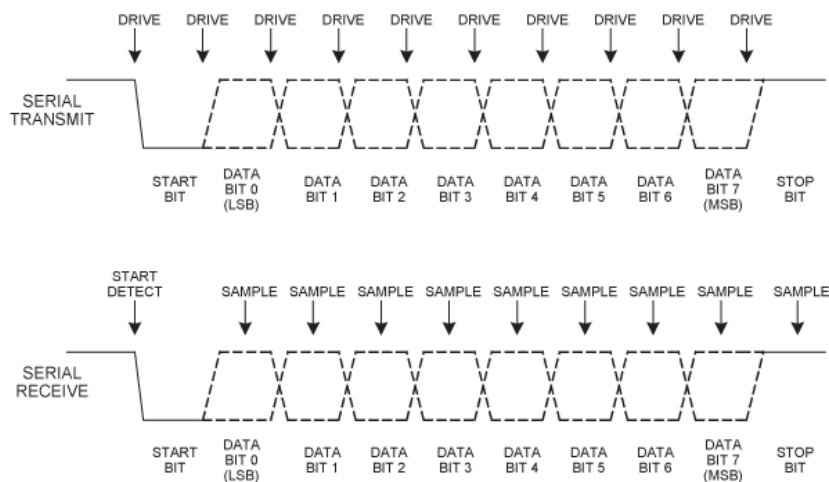 DRIVE DRIVE DRIVE DRIVE DRIVE DRIVE DRIVE DRIVE DRIVE DRIVE
SERIAL
TRANSMIT
START
BIT
DATA
BIT 0
(LSB)
DATA
BIT 1
DATA
BIT 2
DATA
BIT 3
DATA
BIT 4
DATA
BIT 5
DATA
BIT 6
DATA
BIT 7
(MSB)
STOP
BIT
START
DETECT
SAMPLE SAMPLE SAMPLE SAMPLE SAMPLE SAMPLE SAMPLE SAMPLE SAMPLE
SERIAL
RECEIVE
START
BIT
DATA
BIT 0
(LSB)
DATA
BIT 1
DATA
BIT 2
DATA
BIT 3
DATA
BIT 4
DATA
BIT 5
DATA
BIT 6
DATA
BIT 7
(MSB)
STOP
BIT